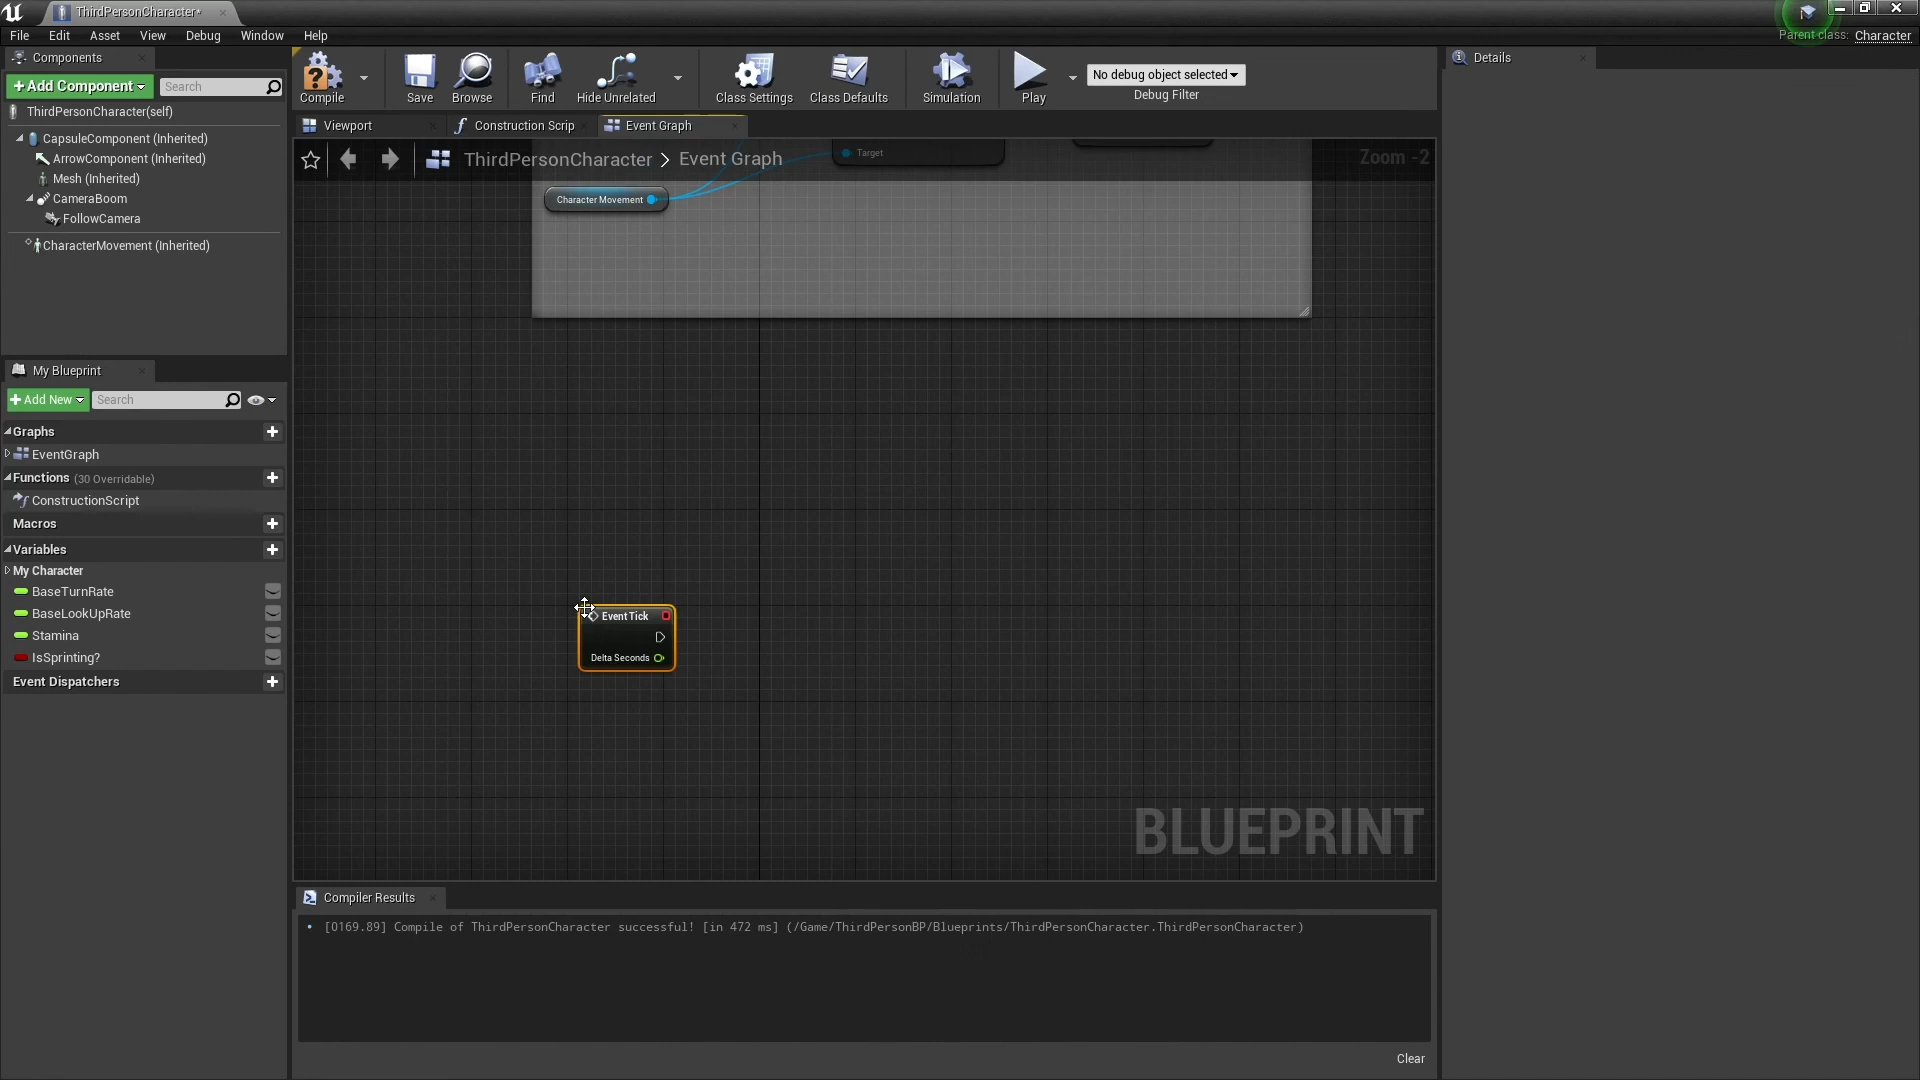 ThirdPersonCharacter*
File Edit Asset View Debug Window Help
Parent class: Character
Components
+ Add Component
Search
ThirdPersonCharacter(self)
CapsuleComponent (Inherited)
ArrowComponent (Inherited)
Mesh (Inherited)
CameraBoom
FollowCamera
CharacterMovement (Inherited)
My Blueprint
+ Add New
Search
Graphs
EventGraph
Functions (30 Overridable)
ConstructionScript
Macros
Variables
My Character
BaseTurnRate
BaseLookUpRate
Stamina
IsSprinting?
Event Dispatchers
Compile
Save
Browse
Find
Hide Unrelated
Class Settings
Class Defaults
Simulation
Play
No debug object selected
Debug Filter
Viewport
Construction Scrip
Event Graph
ThirdPersonCharacter > Event Graph
Zoom -2
Target
Character Movement
Event Tick
Delta Seconds
BLUEPRINT
Compiler Results
• [0169.89] Compile of ThirdPersonCharacter successful! [in 472 ms] (/Game/ThirdPersonBP/Blueprints/ThirdPersonCharacter.ThirdPersonCharacter)
Clear
Details